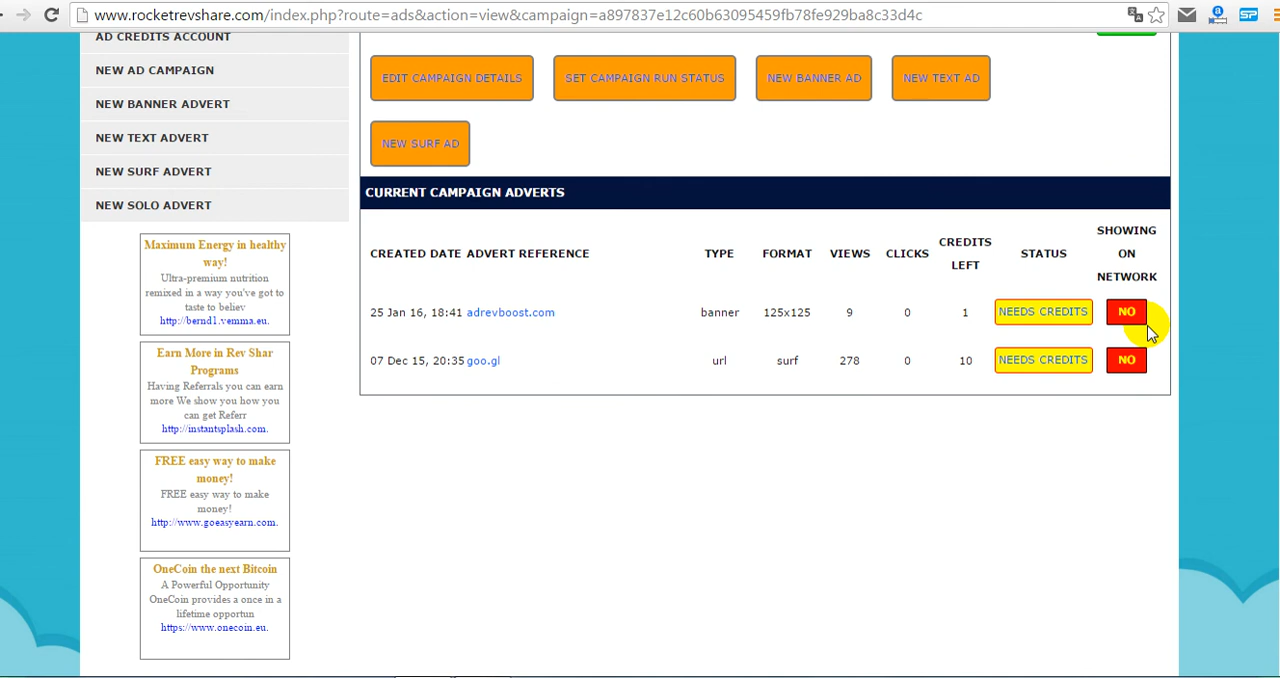 www.rocketrevshare.com/index.php?route=ads&action=view&campaign=a897837e12c60b63095459fb78fe929ba8c33d4c
SP
AD CREDITS ACCOUNT
NEW AD CAMPAIGN
NEW BANNER ADVERT
NEW TEXT ADVERT
NEW SURF ADVERT
NEW SOLO ADVERT
Maximum Energy in healthy
way!
Ultra-premium nutrition
remixed in a way you've got to
taste to believ
http://bernd1.vemma.eu.
Earn More in Rev Shar
Programs
Having Referrals you can earn
more We show you how you
can get Referr
http://instantsplash.com.
FREE easy way to make
money!
FREE easy way to make
money!
http://www.goeasyearn.com.
OneCoin the next Bitcoin
A Powerful Opportunity
OneCoin provides a once in a
lifetime opportun
https://www.onecoin.eu.
EDIT CAMPAIGN DETAILS
SET CAMPAIGN RUN STATUS
NEW BANNER AD
NEW TEXT AD
NEW SURF AD
CURRENT CAMPAIGN ADVERTS
CREATED DATE ADVERT REFERENCE TYPE FORMAT VIEWS CLICKS CREDITS LEFT STATUS SHOWING ON NETWORK
25 Jan 16, 18:41 adrevboost.com banner 125x125 9 0 1 NEEDS CREDITS NO
07 Dec 15, 20:35 goo.gl url surf 278 0 10 NEEDS CREDITS NO